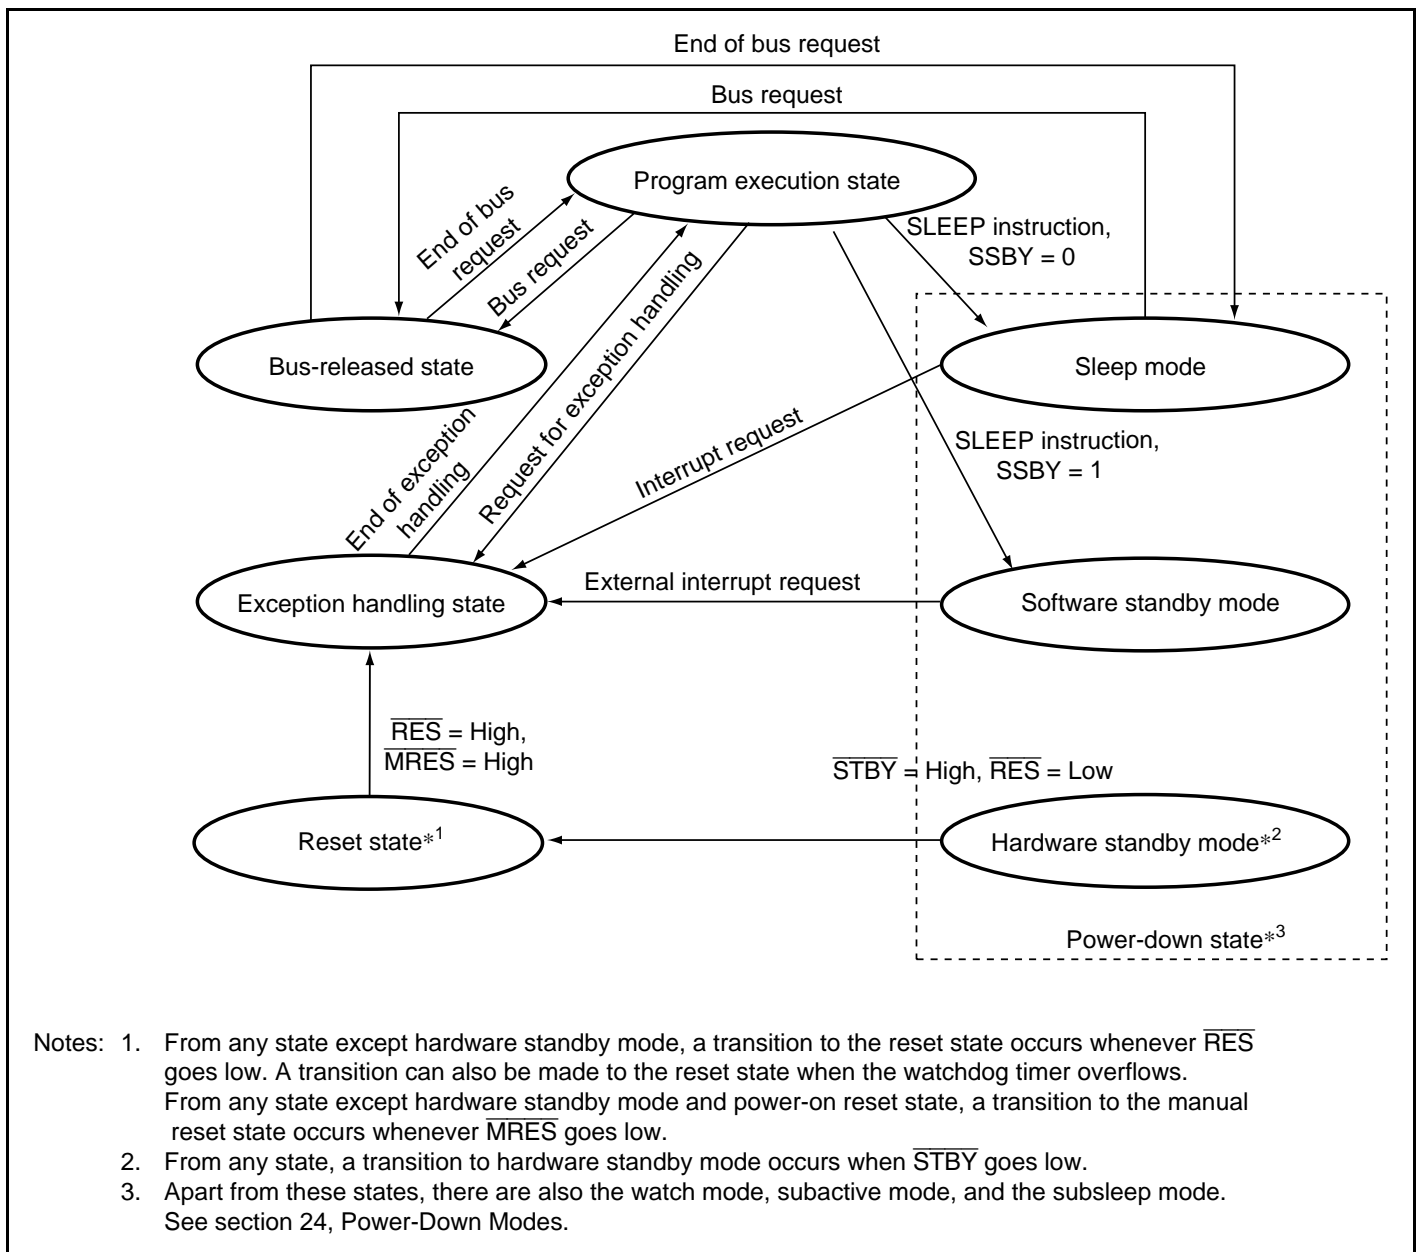 End of bus request
Bus request
Program execution state
End of bus
request
Bus request
SLEEP instruction,
SSBY = 0
Request for exception handling
Bus-released state
Sleep mode
End of exception
handling
Interrupt request
SLEEP instruction,
SSBY = 1
Exception handling state
External interrupt request
Software standby mode
R̅E̅S̅ = High,
M̅R̅E̅S̅ = High
S̅T̅B̅Y̅ = High, R̅E̅S̅ = Low
Reset state*1
Hardware standby mode*2
Power-down state*3
Notes: 1. From any state except hardware standby mode, a transition to the reset state occurs whenever R̅E̅S̅
goes low. A transition can also be made to the reset state when the watchdog timer overflows.
From any state except hardware standby mode and power-on reset state, a transition to the manual
reset state occurs whenever M̅R̅E̅S̅ goes low.
2. From any state, a transition to hardware standby mode occurs when S̅T̅B̅Y̅ goes low.
3. Apart from these states, there are also the watch mode, subactive mode, and the subsleep mode.
See section 24, Power-Down Modes.